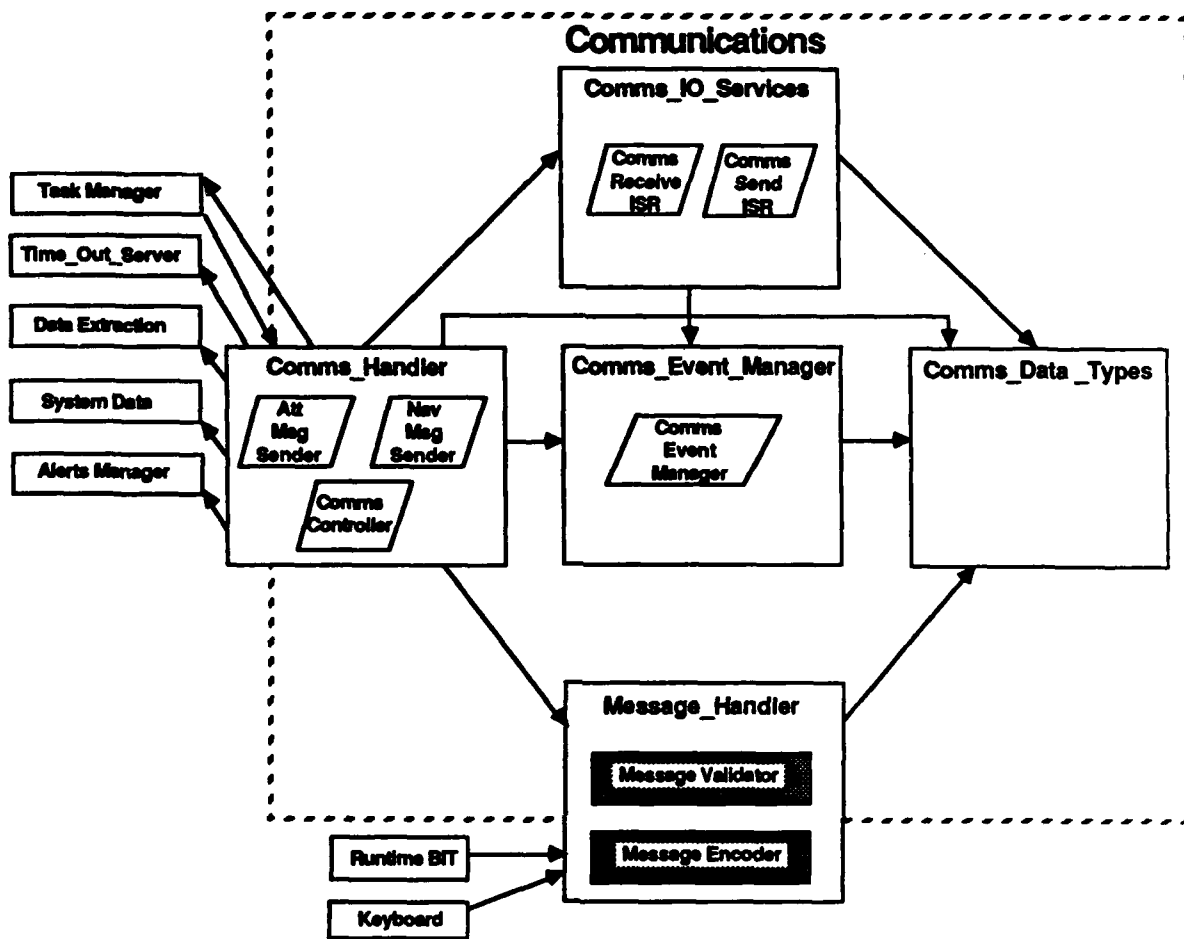 Communications
Comms_IO_Services
Comms
Receive
ISR
Comms
Send
ISR
Task Manager
Time_Out_Server
Data Extraction
System Data
Alerts Manager
Comms_Handler
Att
Msg
Sender
Nav
Msg
Sender
Comms
Controller
Comms_Event_Manager
Comms
Event
Manager
Comms_Data _Types
Message_Handler
Message Validator
Message Encoder
Runtime BIT
Keyboard